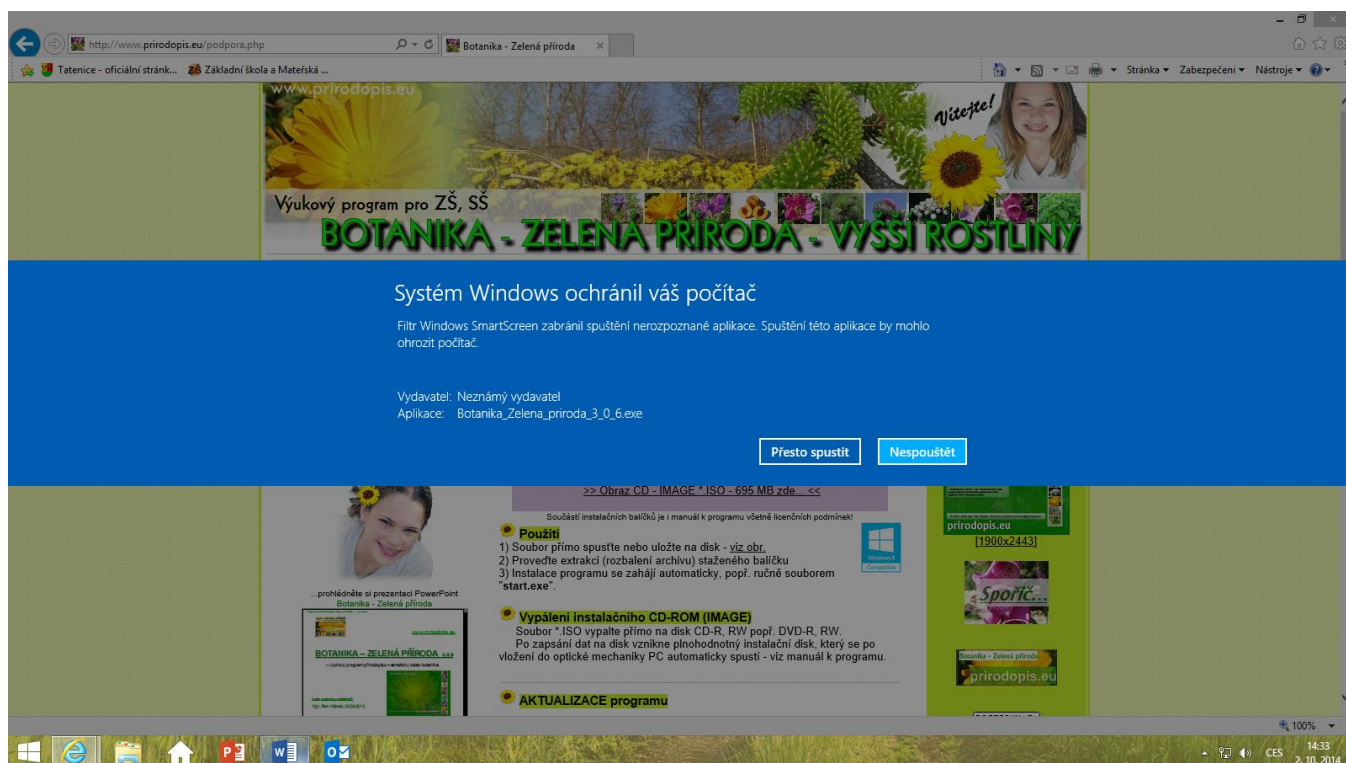 http://www.prirodopis.eu/podpora.php
Botanika - Zelená příroda
Tatenice - oficiální stránk...
Základní škola a Mateřská ...
Stránka
Zabezpečení
Nástroje
www.prirodopis.eu
Vítejte!
Výukový program pro ZŠ, SŠ
BOTANIKA - ZELENÁ PŘÍRODA - VYŠŠÍ ROSTLINY
Systém Windows ochránil váš počítač
Filtr Windows SmartScreen zabránil spuštění nerozpoznané aplikace. Spuštění této aplikace by mohlo
ohrozit počítač.
Vydavatel: Neznámý vydavatel
Aplikace: Botanika_Zelena_priroda_3_0_6.exe
Přesto spustit
Nespouštět
>> Obraz CD - IMAGE *.ISO - 695 MB zde... <<
Součástí instalačních balíčků je i manuál k programu včetně licenčních podmínek!
Použití
1) Soubor přímo spusťte nebo uložte na disk - viz obr.
2) Proveďte extrakci (rozbalení archivu) staženého balíčku
3) Instalace programu se zahájí automaticky, popř. ručně souborem
"start.exe".
Windows 8
Compatible
Vypálení instalačního CD-ROM (IMAGE)
Soubor *.ISO vypalte přímo na disk CD-R, RW popř. DVD-R, RW.
Po zapsání dat na disk vznikne plnohodnotný instalační disk, který se po
vložení do optické mechaniky PC automaticky spustí - viz manuál k programu.
AKTUALIZACE programu
...prohlédněte si prezentaci PowerPoint
Botanika - Zelená příroda
BOTANIKA – ZELENÁ PŘÍRODA
prirodopis.eu
[1900x2443]
Spořič...
Botanika - Zelená příroda
prirodopis.eu
100%
CES
14:33
2. 10. 2014